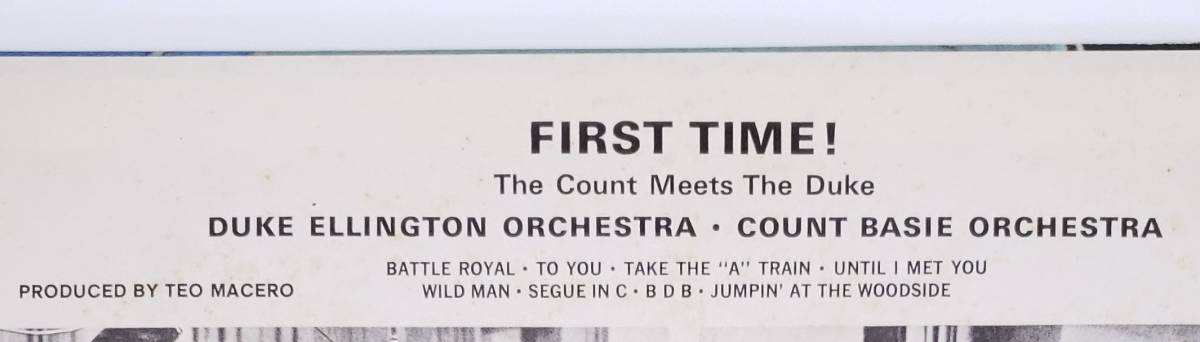 FIRST TIME!
The Count Meets The Duke
DUKE ELLINGTON ORCHESTRA · COUNT BASIE ORCHESTRA
BATTLE ROYAL · TO YOU · TAKE THE "A" TRAIN · UNTIL I MET YOU
WILD MAN · SEGUE IN C · B D B · JUMPIN' AT THE WOODSIDE
PRODUCED BY TEO MACERO